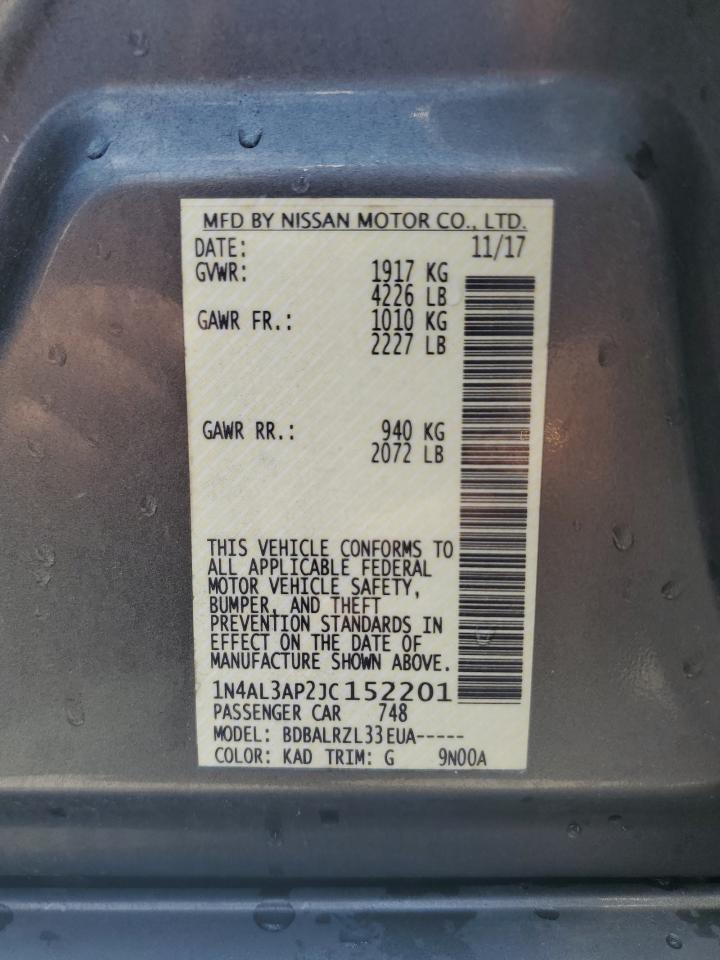 MFD BY NISSAN MOTOR CO., LTD.
DATE: 11/17
GVWR: 1917 KG
4226 LB
GAWR FR.: 1010 KG
2227 LB
GAWR RR.: 940 KG
2072 LB
THIS VEHICLE CONFORMS TO
ALL APPLICABLE FEDERAL
MOTOR VEHICLE SAFETY,
BUMPER, AND THEFT
PREVENTION STANDARDS IN
EFFECT ON THE DATE OF
MANUFACTURE SHOWN ABOVE.
1N4AL3AP2JC152201
PASSENGER CAR 748
MODEL: BDBALRZL33EUA-----
COLOR: KAD TRIM: G 9N00A